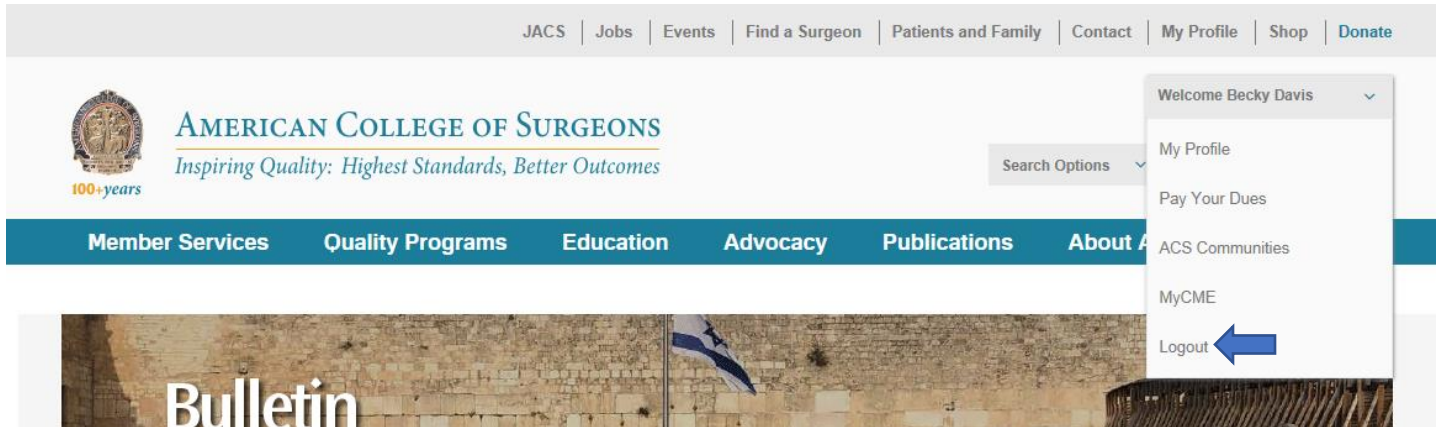 JACS | Jobs | Events | Find a Surgeon | Patients and Family | Contact | My Profile | Shop | Donate
AMERICAN COLLEGE OF SURGEONS
Inspiring Quality: Highest Standards, Better Outcomes
100+years
Search Options
Welcome Becky Davis
My Profile
Pay Your Dues
ACS Communities
MyCME
Logout
Member Services Quality Programs Education Advocacy Publications About
Bulletin